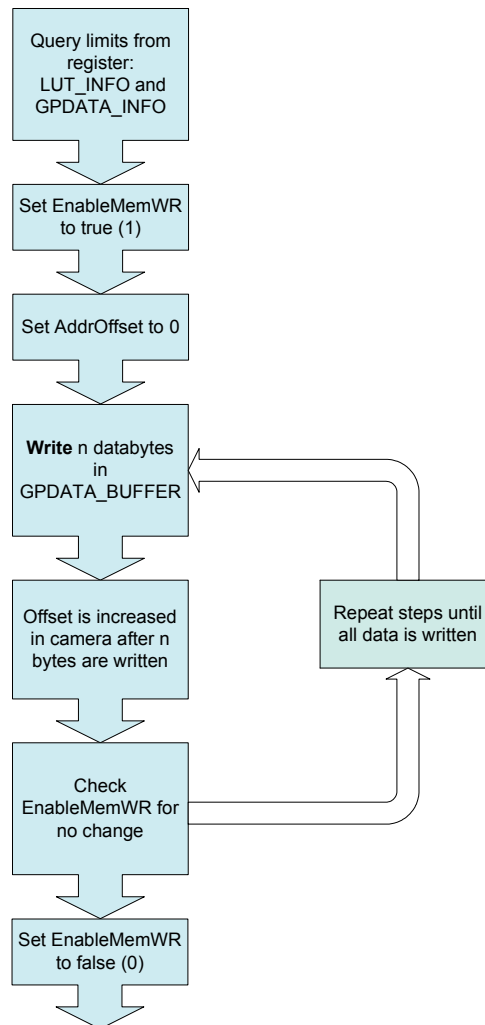 Query limits from
register:
LUT_INFO and
GPDATA_INFO
Set EnableMemWR
to true (1)
Set AddrOffset to 0
Write n databytes
in
GPDATA_BUFFER
Offset is increased
in camera after n
bytes are written
Repeat steps until
all data is written
Check
EnableMemWR for
no change
Set EnableMemWR
to false (0)